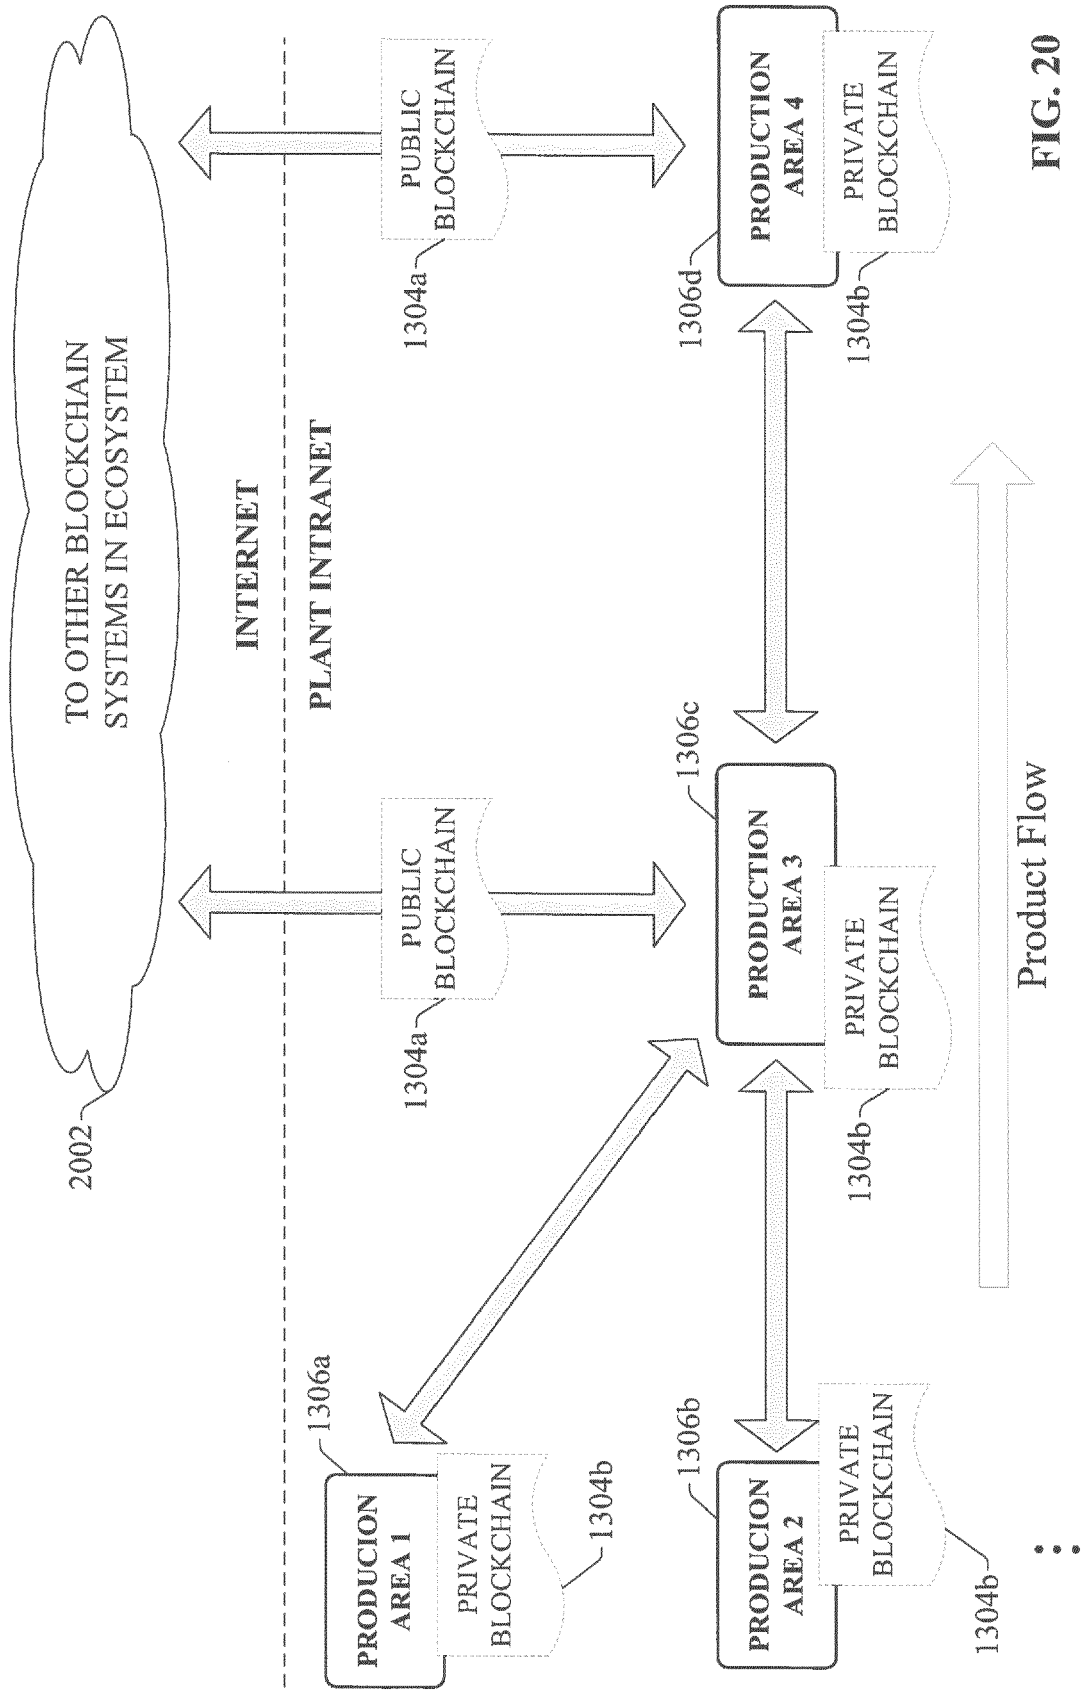 TO OTHER BLOCKCHAIN
SYSTEMS IN ECOSYSTEM
2002
INTERNET
PLANT INTRANET
1306a
PRODUCION
AREA 1
PRIVATE
BLOCKCHAIN
1304b
PUBLIC
BLOCKCHAIN
1304a
PUBLIC
BLOCKCHAIN
1304a
1306b
PRODUCION
AREA 2
PRIVATE
BLOCKCHAIN
1304b
1306c
PRODUCTION
AREA 3
PRIVATE
BLOCKCHAIN
1304b
1306d
PRODUCTION
AREA 4
PRIVATE
BLOCKCHAIN
1304b
Product Flow
FIG. 20